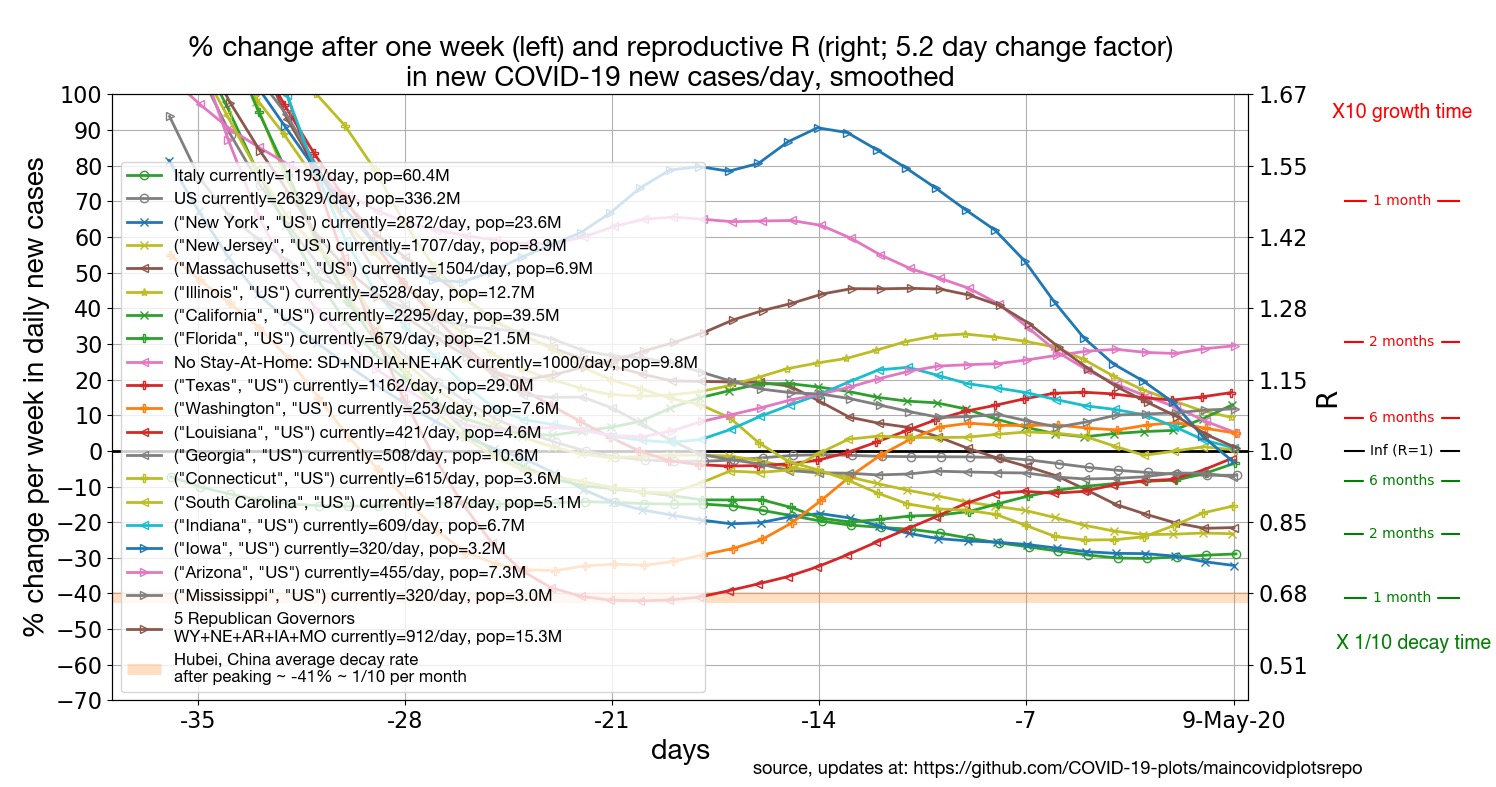 % change after one week (left) and reproductive R (right; 5.2 day change factor)
in new COVID-19 new cases/day, smoothed
% change per week in daily new cases
100
90
80
70
60
50
40
30
20
10
0
−10
−20
−30
−40
−50
−60
−70
Italy currently=1193/day, pop=60.4M
US currently=26329/day, pop=336.2M
("New York", "US") currently=2872/day, pop=23.6M
("New Jersey", "US") currently=1707/day, pop=8.9M
("Massachusetts", "US") currently=1504/day, pop=6.9M
("Illinois", "US") currently=2528/day, pop=12.7M
("California", "US") currently=2295/day, pop=39.5M
("Florida", "US") currently=679/day, pop=21.5M
No Stay-At-Home: SD+ND+IA+NE+AK currently=1000/day, pop=9.8M
("Texas", "US") currently=1162/day, pop=29.0M
("Washington", "US") currently=253/day, pop=7.6M
("Louisiana", "US") currently=421/day, pop=4.6M
("Georgia", "US") currently=508/day, pop=10.6M
("Connecticut", "US") currently=615/day, pop=3.6M
("South Carolina", "US") currently=187/day, pop=5.1M
("Indiana", "US") currently=609/day, pop=6.7M
("Iowa", "US") currently=320/day, pop=3.2M
("Arizona", "US") currently=455/day, pop=7.3M
("Mississippi", "US") currently=320/day, pop=3.0M
5 Republican Governors
WY+NE+AR+IA+MO currently=912/day, pop=15.3M
Hubei, China average decay rate
after peaking ~ -41% ~ 1/10 per month
-35
-28
-21
-14
-7
9-May-20
days
1.67
1.55
1.42
1.28
1.15
1.0
0.85
0.68
0.51
R
X10 growth time
1 month
2 months
6 months
Inf (R=1)
6 months
2 months
1 month
X 1/10 decay time
source, updates at: https://github.com/COVID-19-plots/maincovidplotsrepo